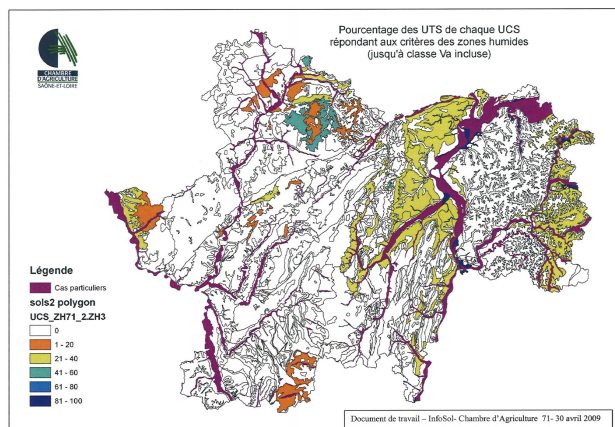 Pourcentage des UTS de chaque UCS
répondant aux critères des zones humides
(jusqu'à classe Va incluse)
CHAMBRE
D'AGRICULTURE
SAÔNE-ET-LOIRE
Légende
Cas particuliers
sols2 polygon
UCS_ZH71_2.ZH3
0
1 - 20
21 - 40
41 - 60
61 - 80
81 - 100
Document de travail – InfoSol- Chambre d'Agriculture 71- 30 avril 2009